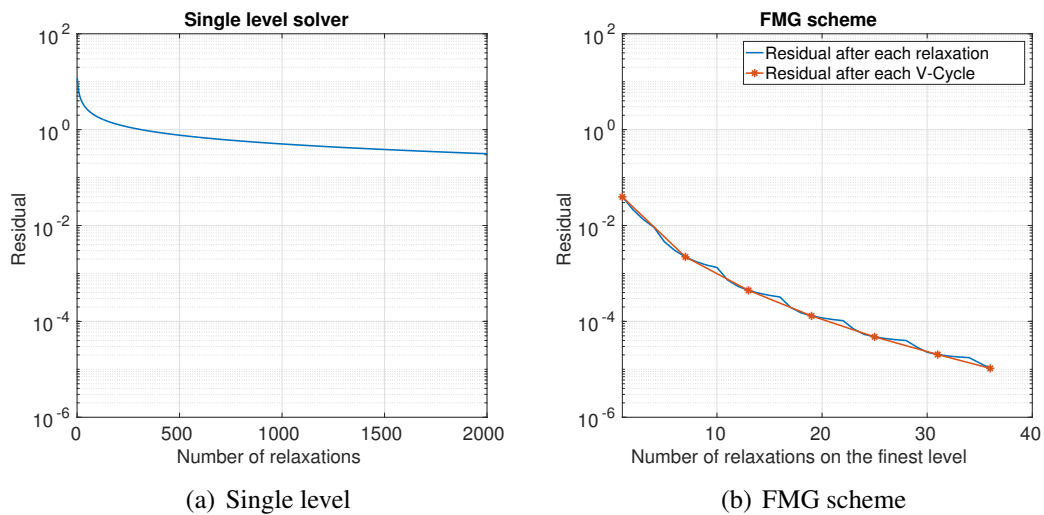 Single level solver
10^2
10^0
10^-2
10^-4
10^-6
Residual
0
500
1000
1500
2000
Number of relaxations
(a) Single level
FMG scheme
Residual after each relaxation
Residual after each V-Cycle
10^2
10^0
10^-2
10^-4
10^-6
Residual
10
20
30
40
Number of relaxations on the finest level
(b) FMG scheme